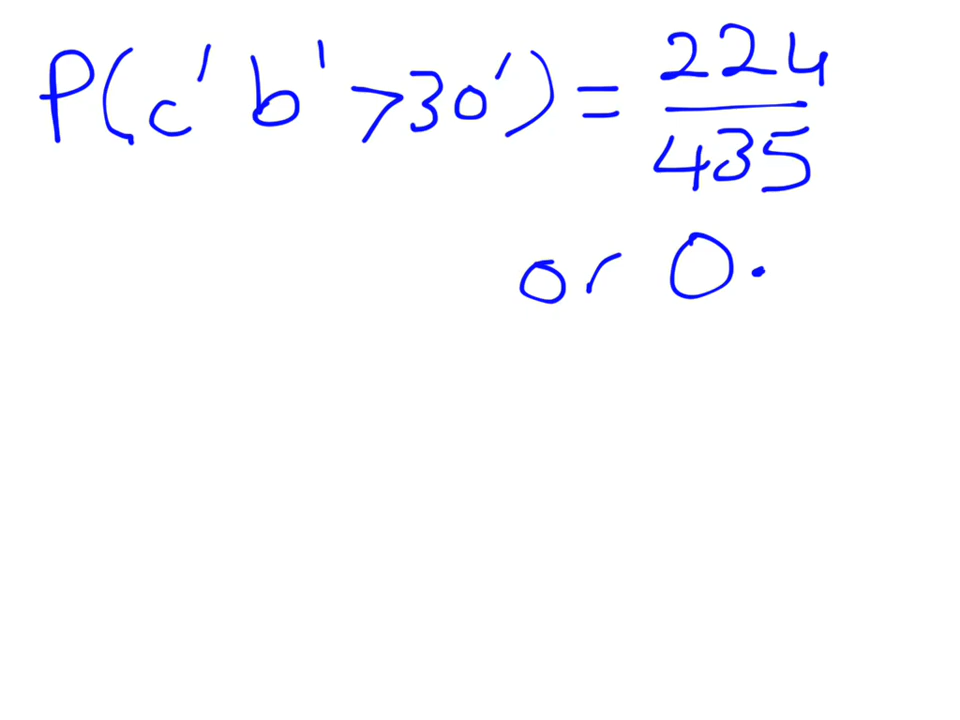 P(c' b' >30') = 224/435
or 0.